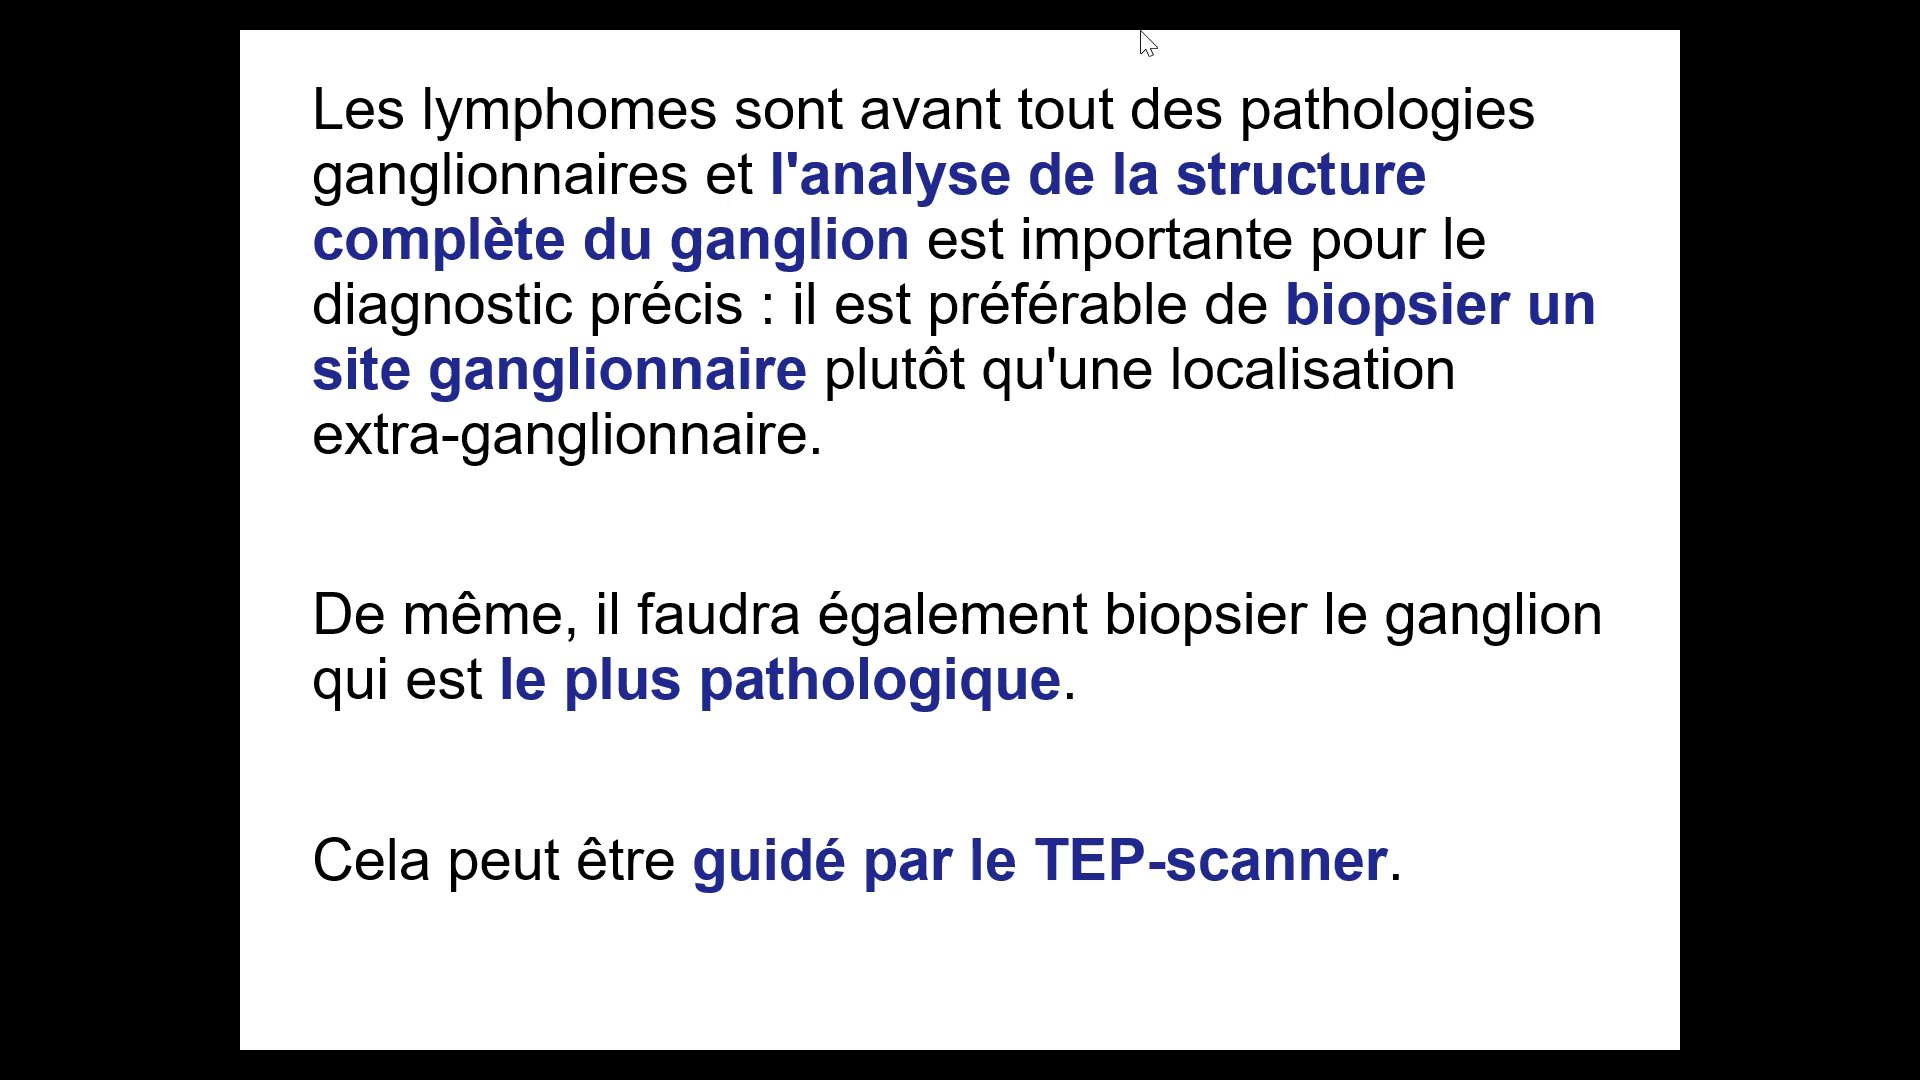 Les lymphomes sont avant tout des pathologies
ganglionnaires et l'analyse de la structure
complète du ganglion est importante pour le
diagnostic précis : il est préférable de biopsier un
site ganglionnaire plutôt qu'une localisation
extra-ganglionnaire.
De même, il faudra également biopsier le ganglion
qui est le plus pathologique.
Cela peut être guidé par le TEP-scanner.